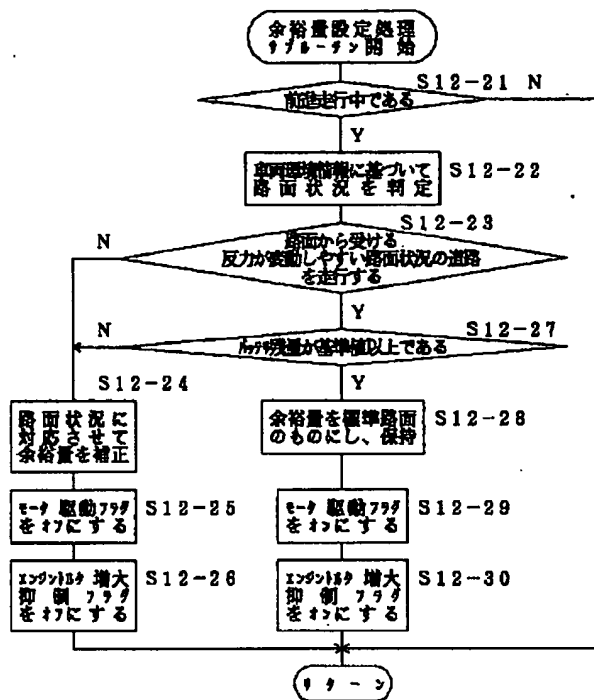 余裕量設定処理
サブルーチン開始
S12-21 N
前進走行中である
Y
車両環境情報に基づいて
路面状況を判定
S12-22
S12-23
N
路面から受ける
反力が変動しやすい路面状況の道路
を走行する
Y
S12-27
N
バッテリ残量が基準値以上である
S12-24
Y
路面状況に
対応させて
余裕量を補正
余裕量を標準路面
のものにし、保持
S12-28
モータ駆動フラグ
をオフにする
S12-25
モータ駆動フラグ
をオンにする
S12-29
エンジントルク増大
抑制フラグ
をオフにする
S12-26
エンジントルク増大
抑制フラグ
をオンにする
S12-30
リターン